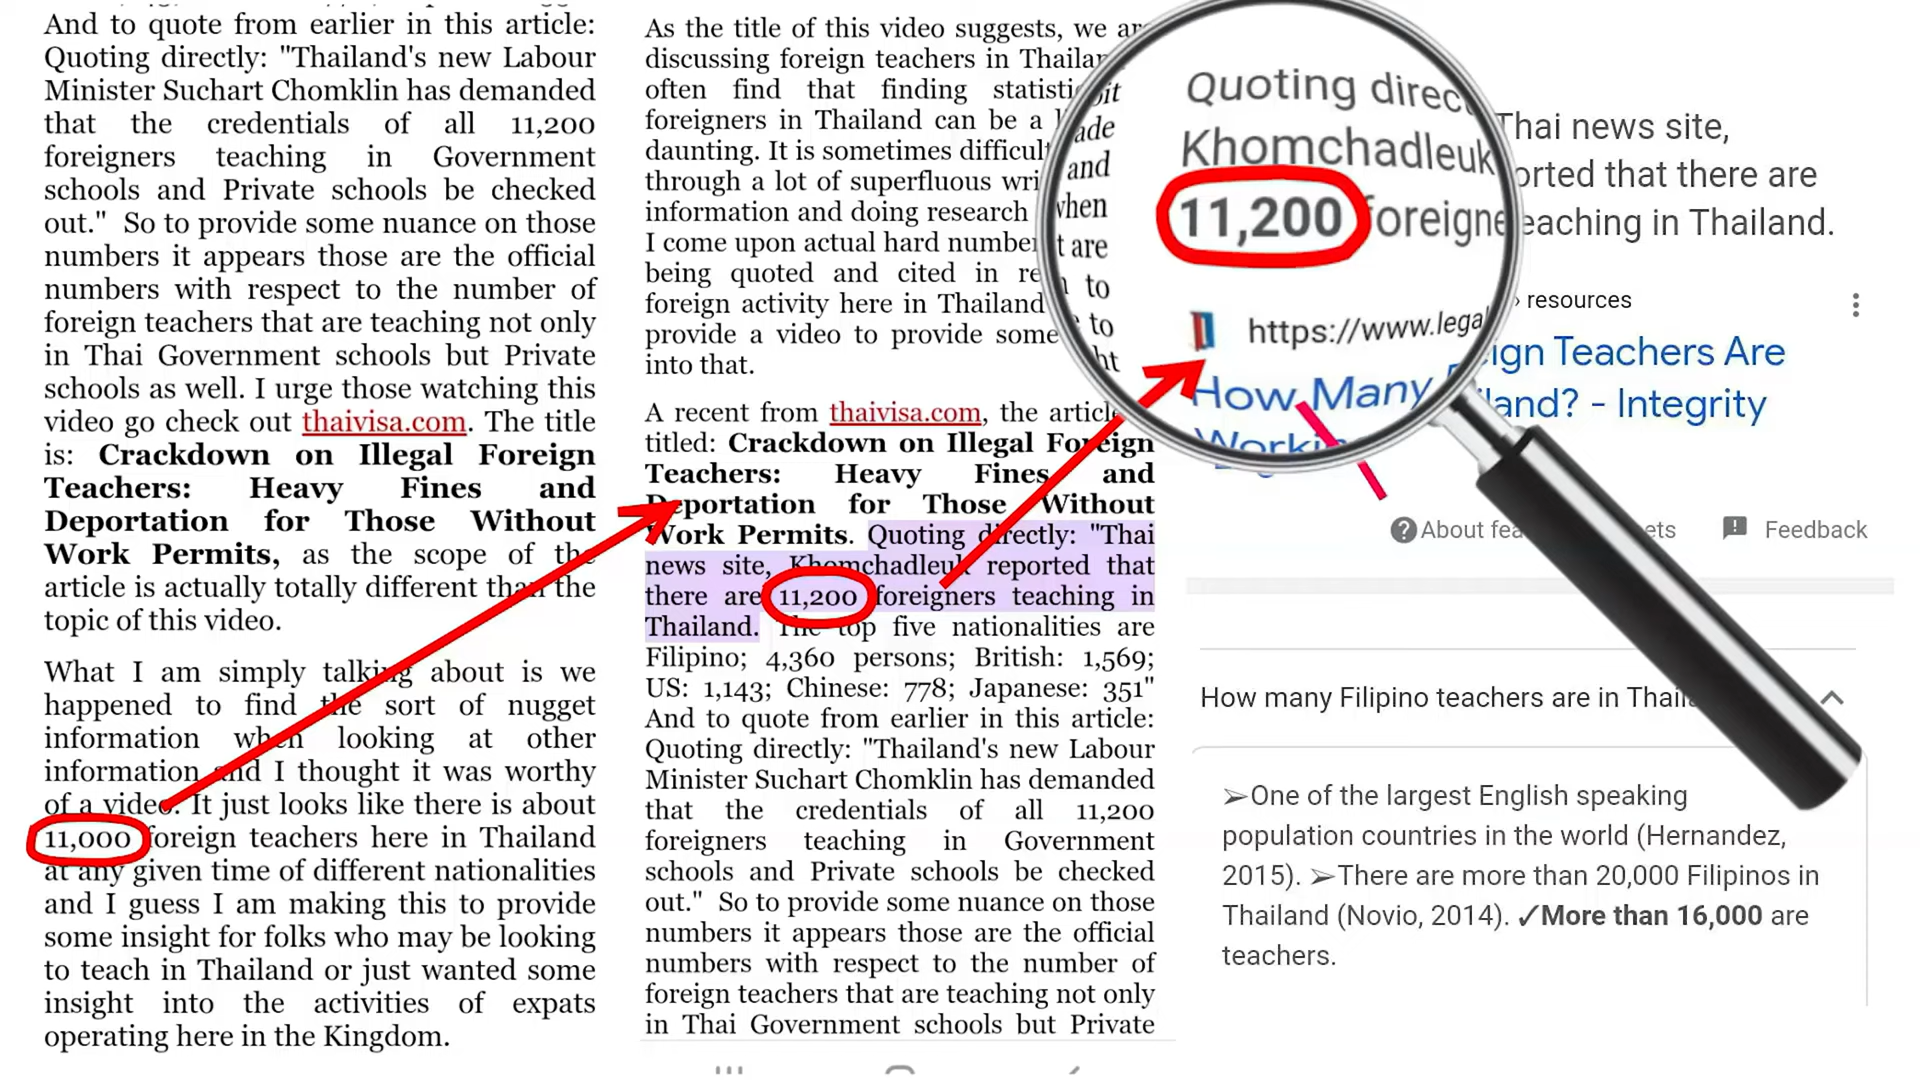 And to quote from earlier in this article:
Quoting directly: "Thailand's new Labour
Minister Suchart Chomklin has demanded
that the credentials of all 11,200
foreigners teaching in Government
schools and Private schools be checked
out." So to provide some nuance on those
numbers it appears those are the official
numbers with respect to the number of
foreign teachers that are teaching not only
in Thai Government schools but Private
schools as well. I urge those watching this
video go check out thaivisa.com. The title
is: Crackdown on Illegal Foreign
Teachers: Heavy Fines and
Deportation for Those Without
Work Permits, as the scope of the
article is actually totally different than the
topic of this video.
What I am simply talking about is we
happened to find the sort of nugget
information when looking at other
information and I thought it was worthy
of a video. It just looks like there is about
11,000 foreign teachers here in Thailand
at any given time of different nationalities
and I guess I am making this to provide
some insight for folks who may be looking
to teach in Thailand or just wanted some
insight into the activities of expats
operating here in the Kingdom.
As the title of this video suggests, we
discussing foreign teachers in
often find that finding
foreigners in Thailand can be a
daunting. It is sometimes
through a lot of superfluous
information and doing research when
I come upon actual hard are
being quoted and cited in to
foreign activity here in Thailand to
provide a video to provide some
into that.
A recent from thaivisa.com, the
titled: Crackdown on Illegal Foreign
Teachers: Heavy Fines and
Deportation for Those Without
Work Permits. Quoting directly: "Thai
news site, Khomchadleuk reported that
there are 11,200 foreigners teaching in
Thailand. The top five nationalities are
Filipino; 4,360 persons; British: 1,569;
US: 1,143; Chinese: 778; Japanese: 351"
And to quote from earlier in this article:
Quoting directly: "Thailand's new Labour
Minister Suchart Chomklin has demanded
that the credentials of all 11,200
foreigners teaching in Government
schools and Private schools be checked
out." So to provide some nuance on those
numbers it appears those are the official
numbers with respect to the number of
foreign teachers that are teaching not only
in Thai Government schools but Private
Quoting Thai news site,
Khomchadleuk that there are
11,200 teaching in Thailand.
https://www.lega › resources
How Many Teachers Are
? - Integrity
About Feedback
How many Filipino teachers are in
➢One of the largest English speaking
population countries in the world (Hernandez,
2015). ➢There are more than 20,000 Filipinos in
Thailand (Novio, 2014). ✓More than 16,000 are
teachers.